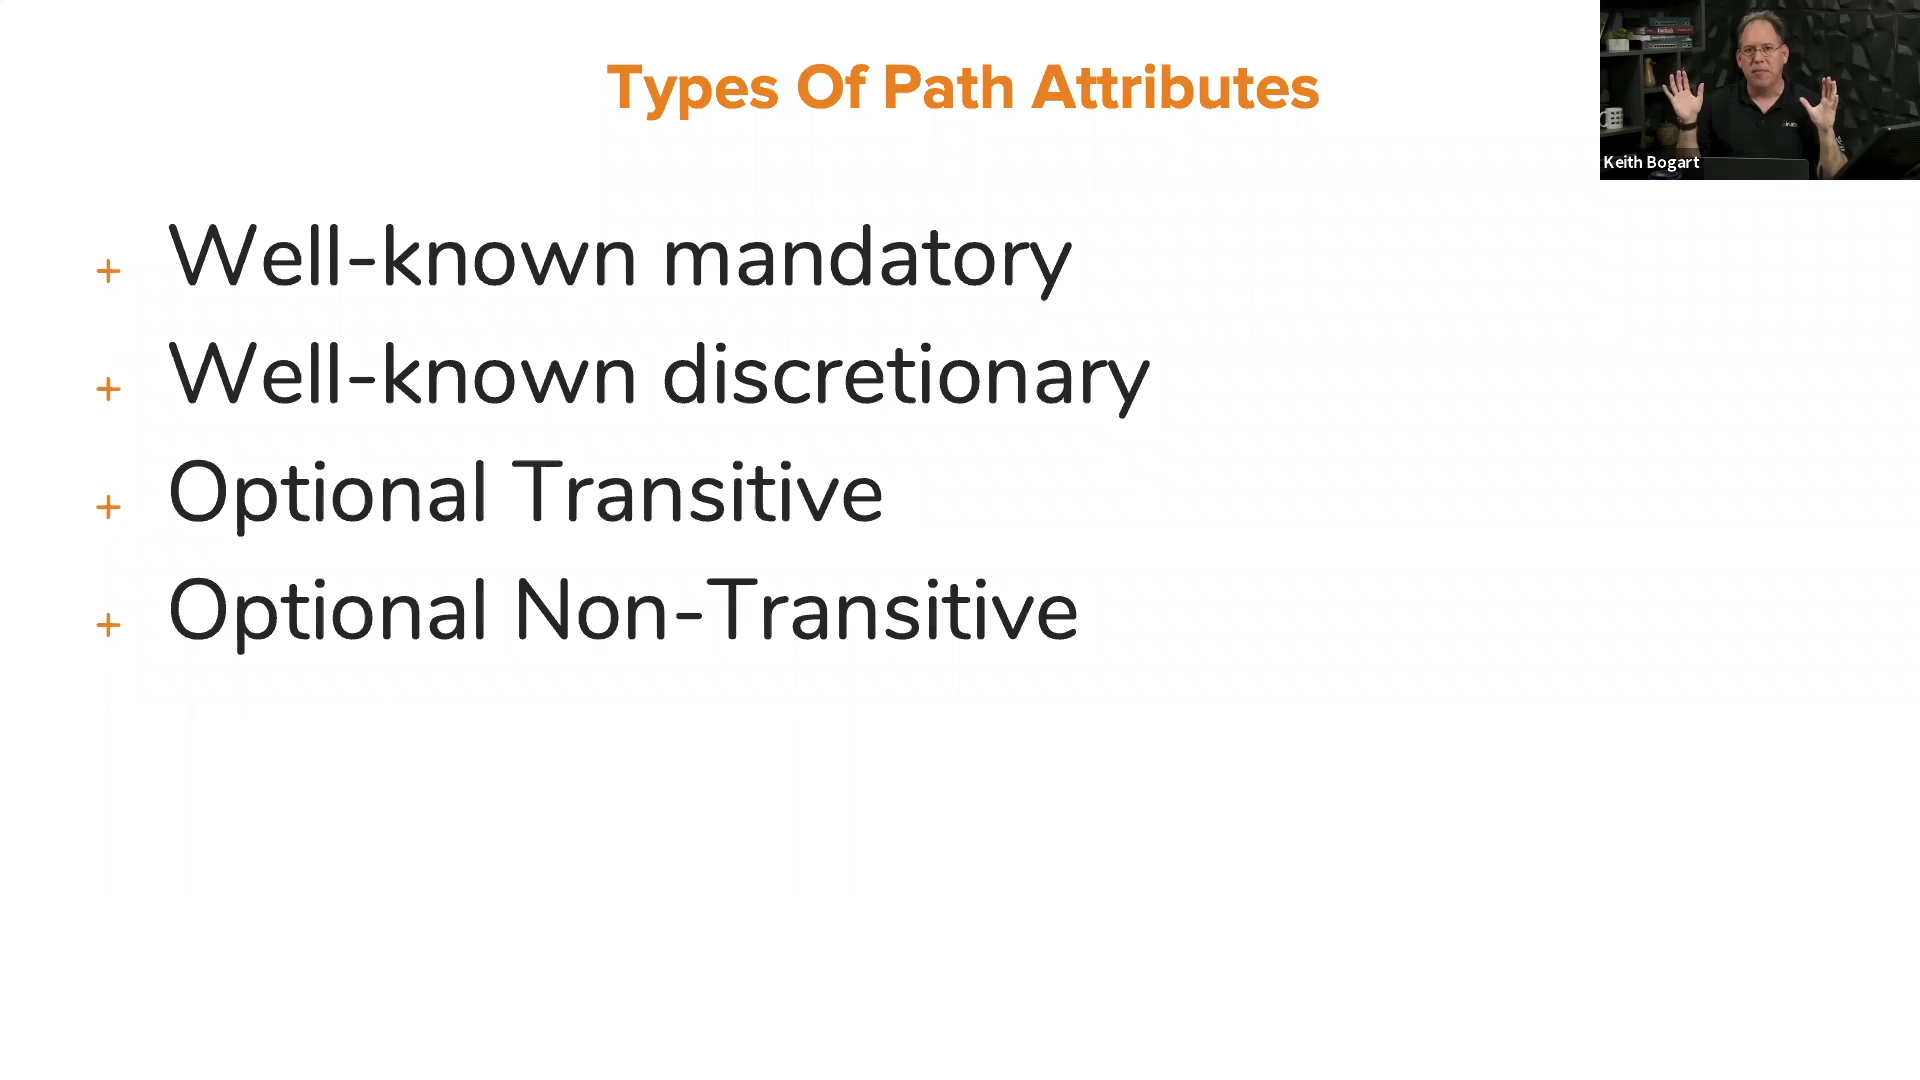 Types Of Path Attributes
Keith Bogart
+ Well-known mandatory
+ Well-known discretionary
+ Optional Transitive
+ Optional Non-Transitive